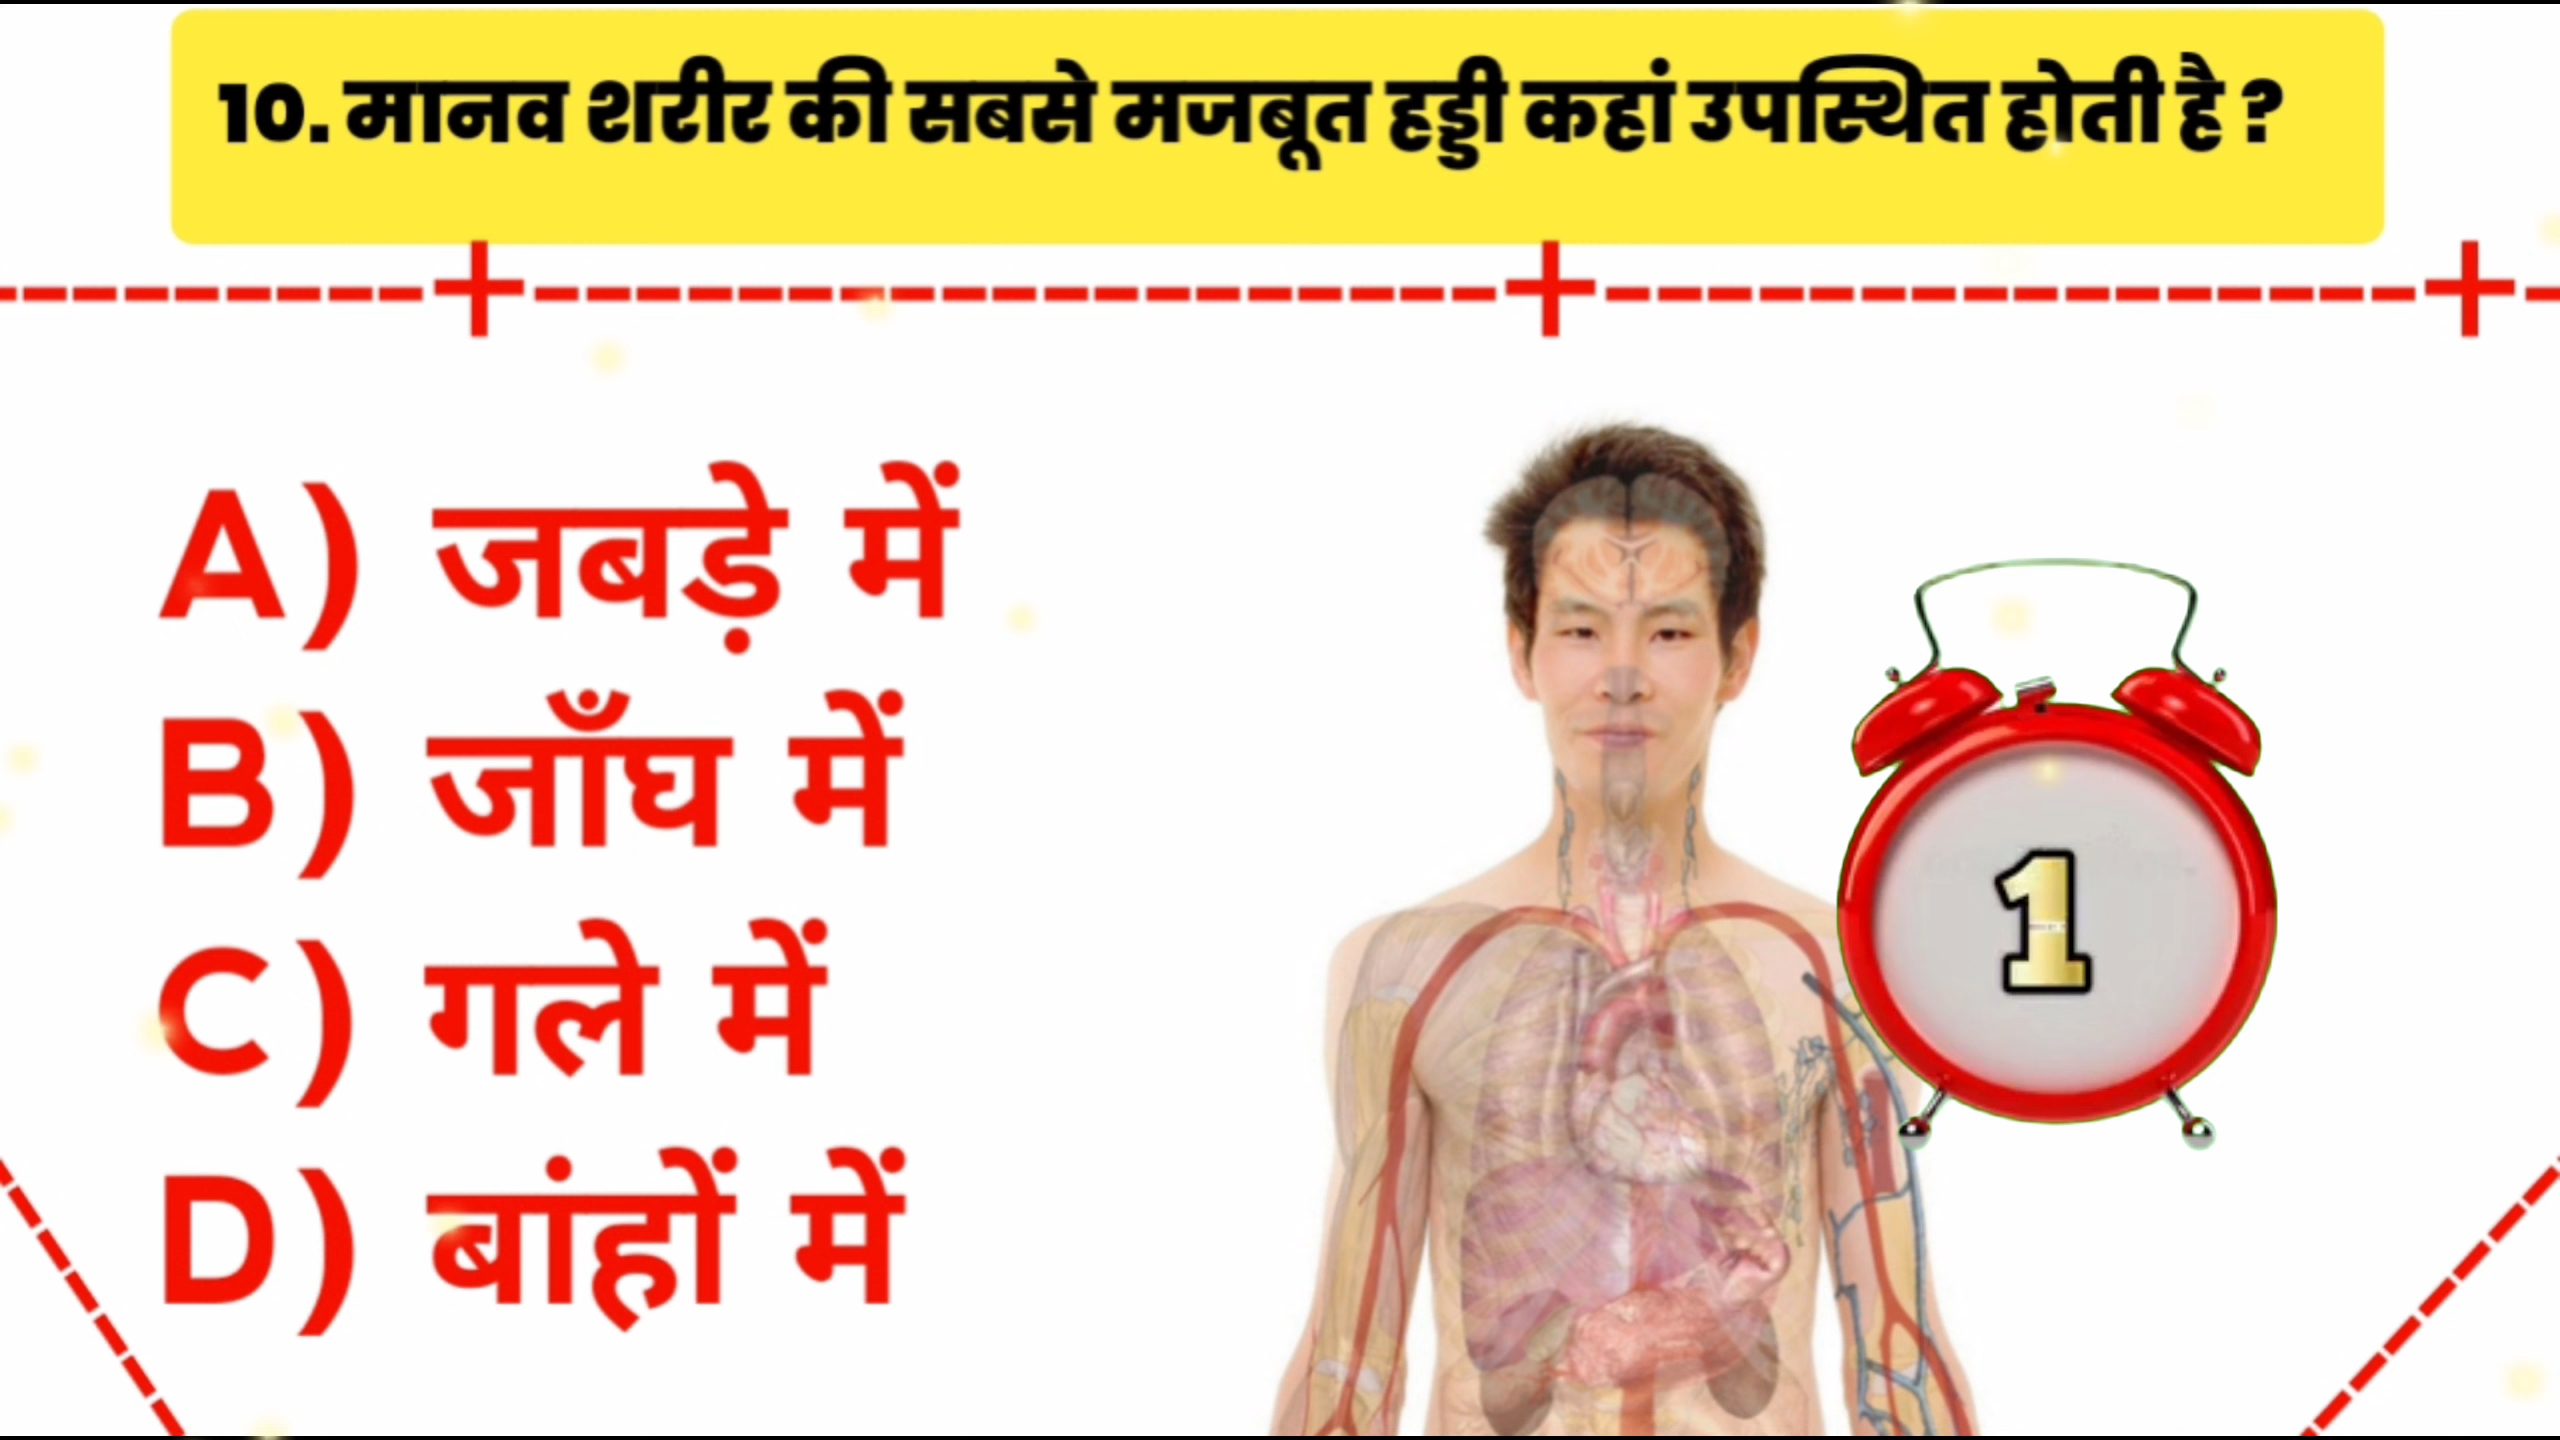 10. मानव शरीर की सबसे मजबूत हड्डी कहां उपस्थित होती है ?
A) जबड़े में
B) जाँघ में
C) गले में
D) बांहों में
1